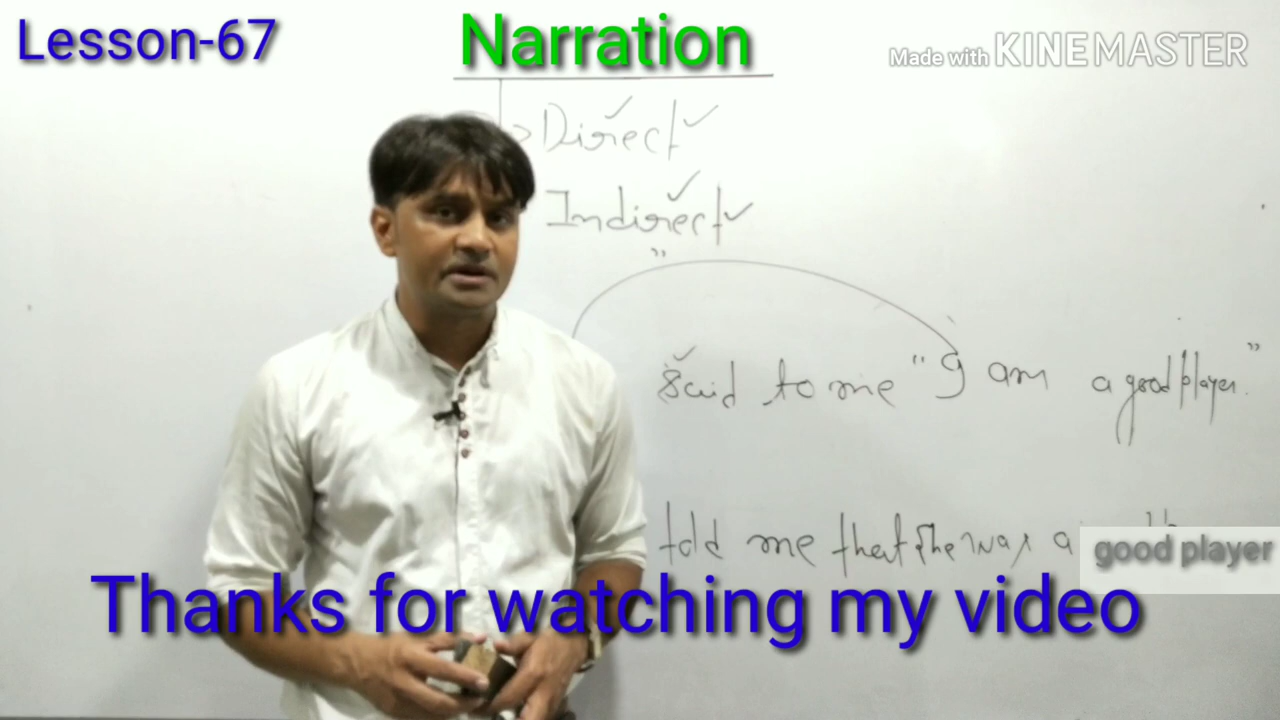 Lesson-67
Narration
Made with KINEMASTER
Direct
Indirect
said to me "I am a good player."
told me that she was a good player
Thanks for watching my video